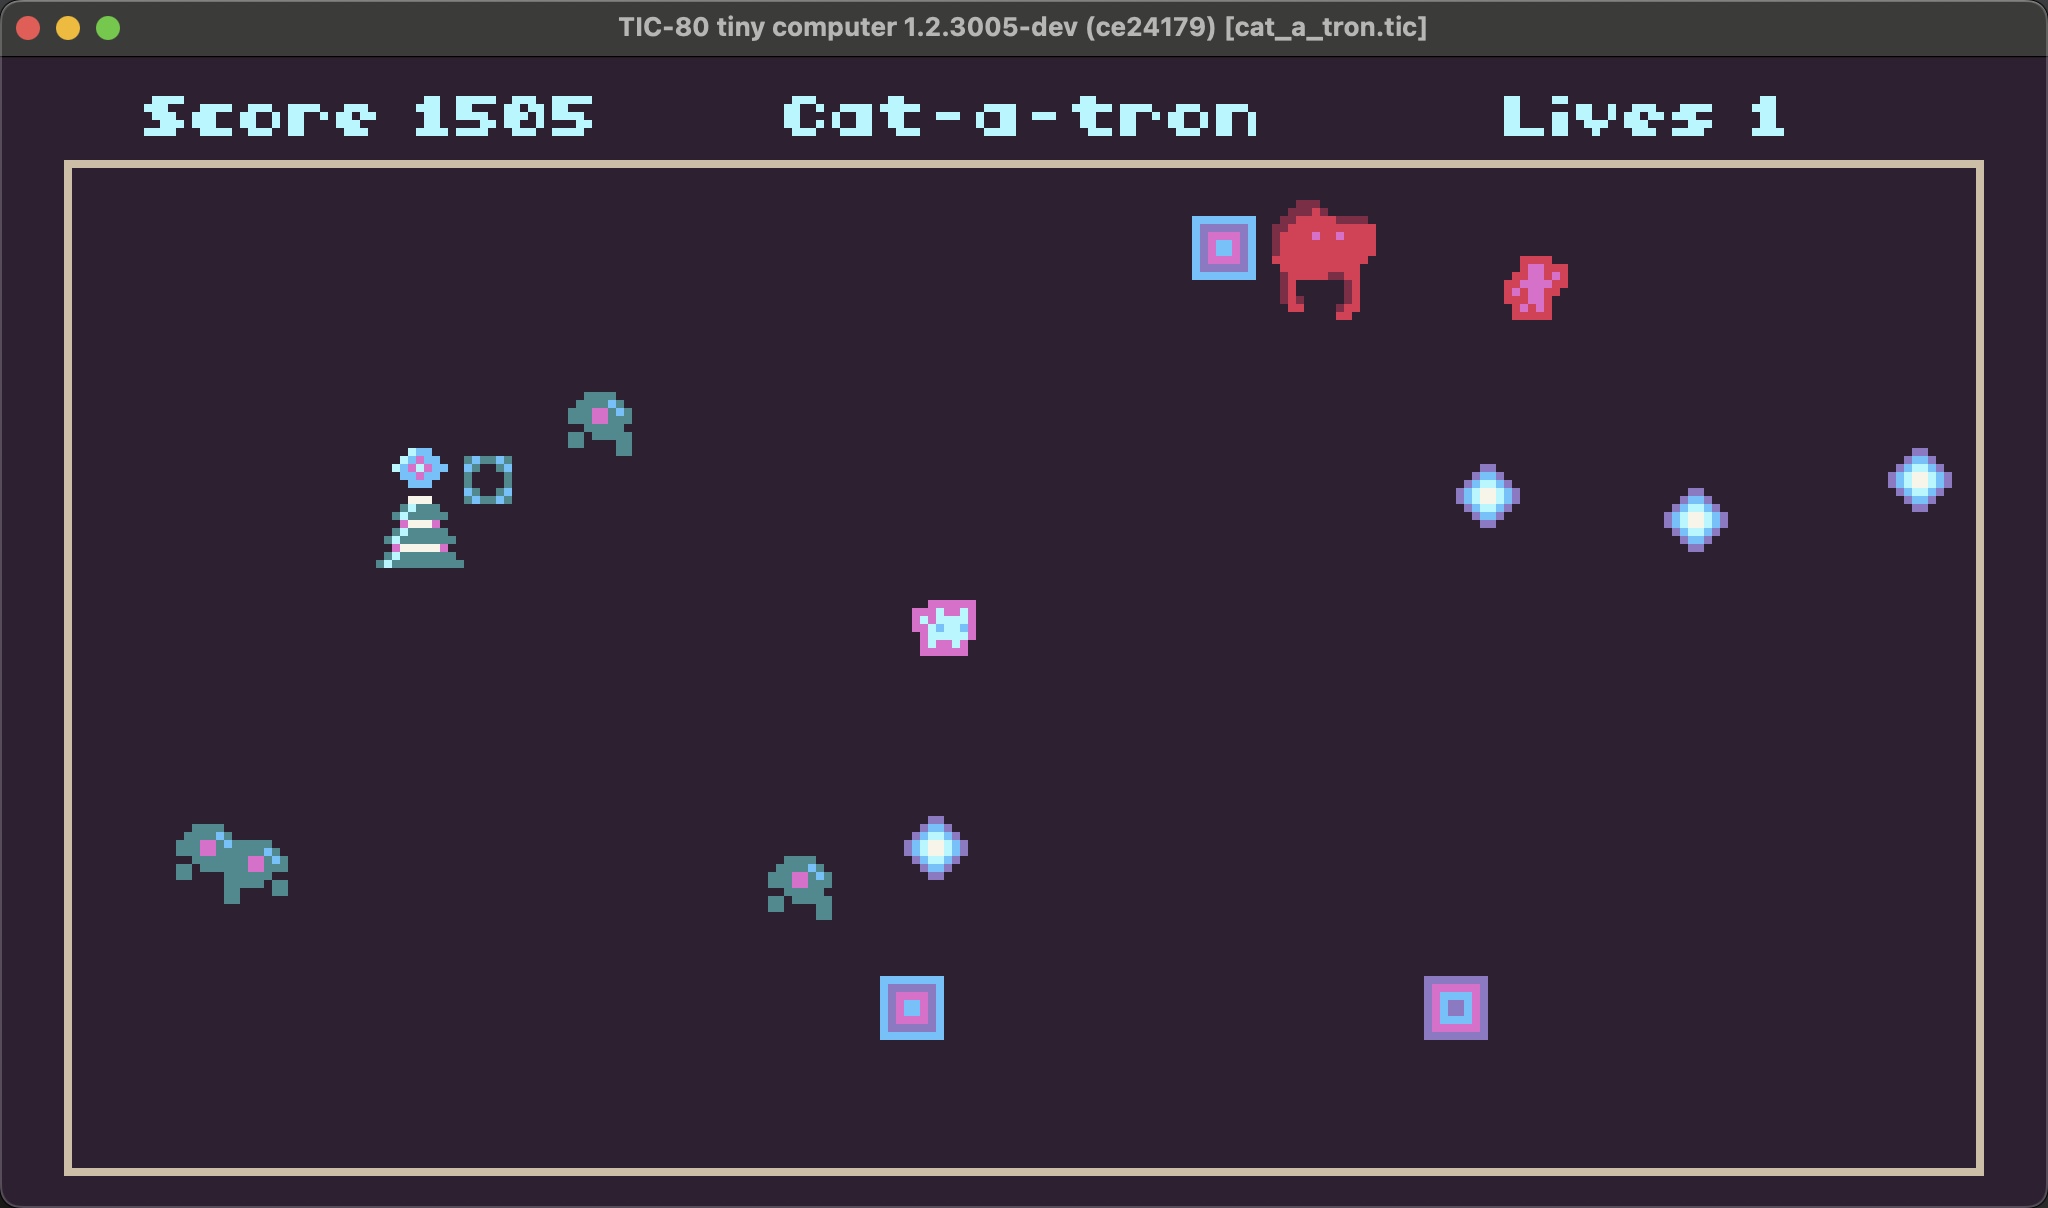 TIC-80 tiny computer 1.2.3005-dev (ce24179) [cat_a_tron.tic]
Score 1505 Cat-a-tron Lives 1